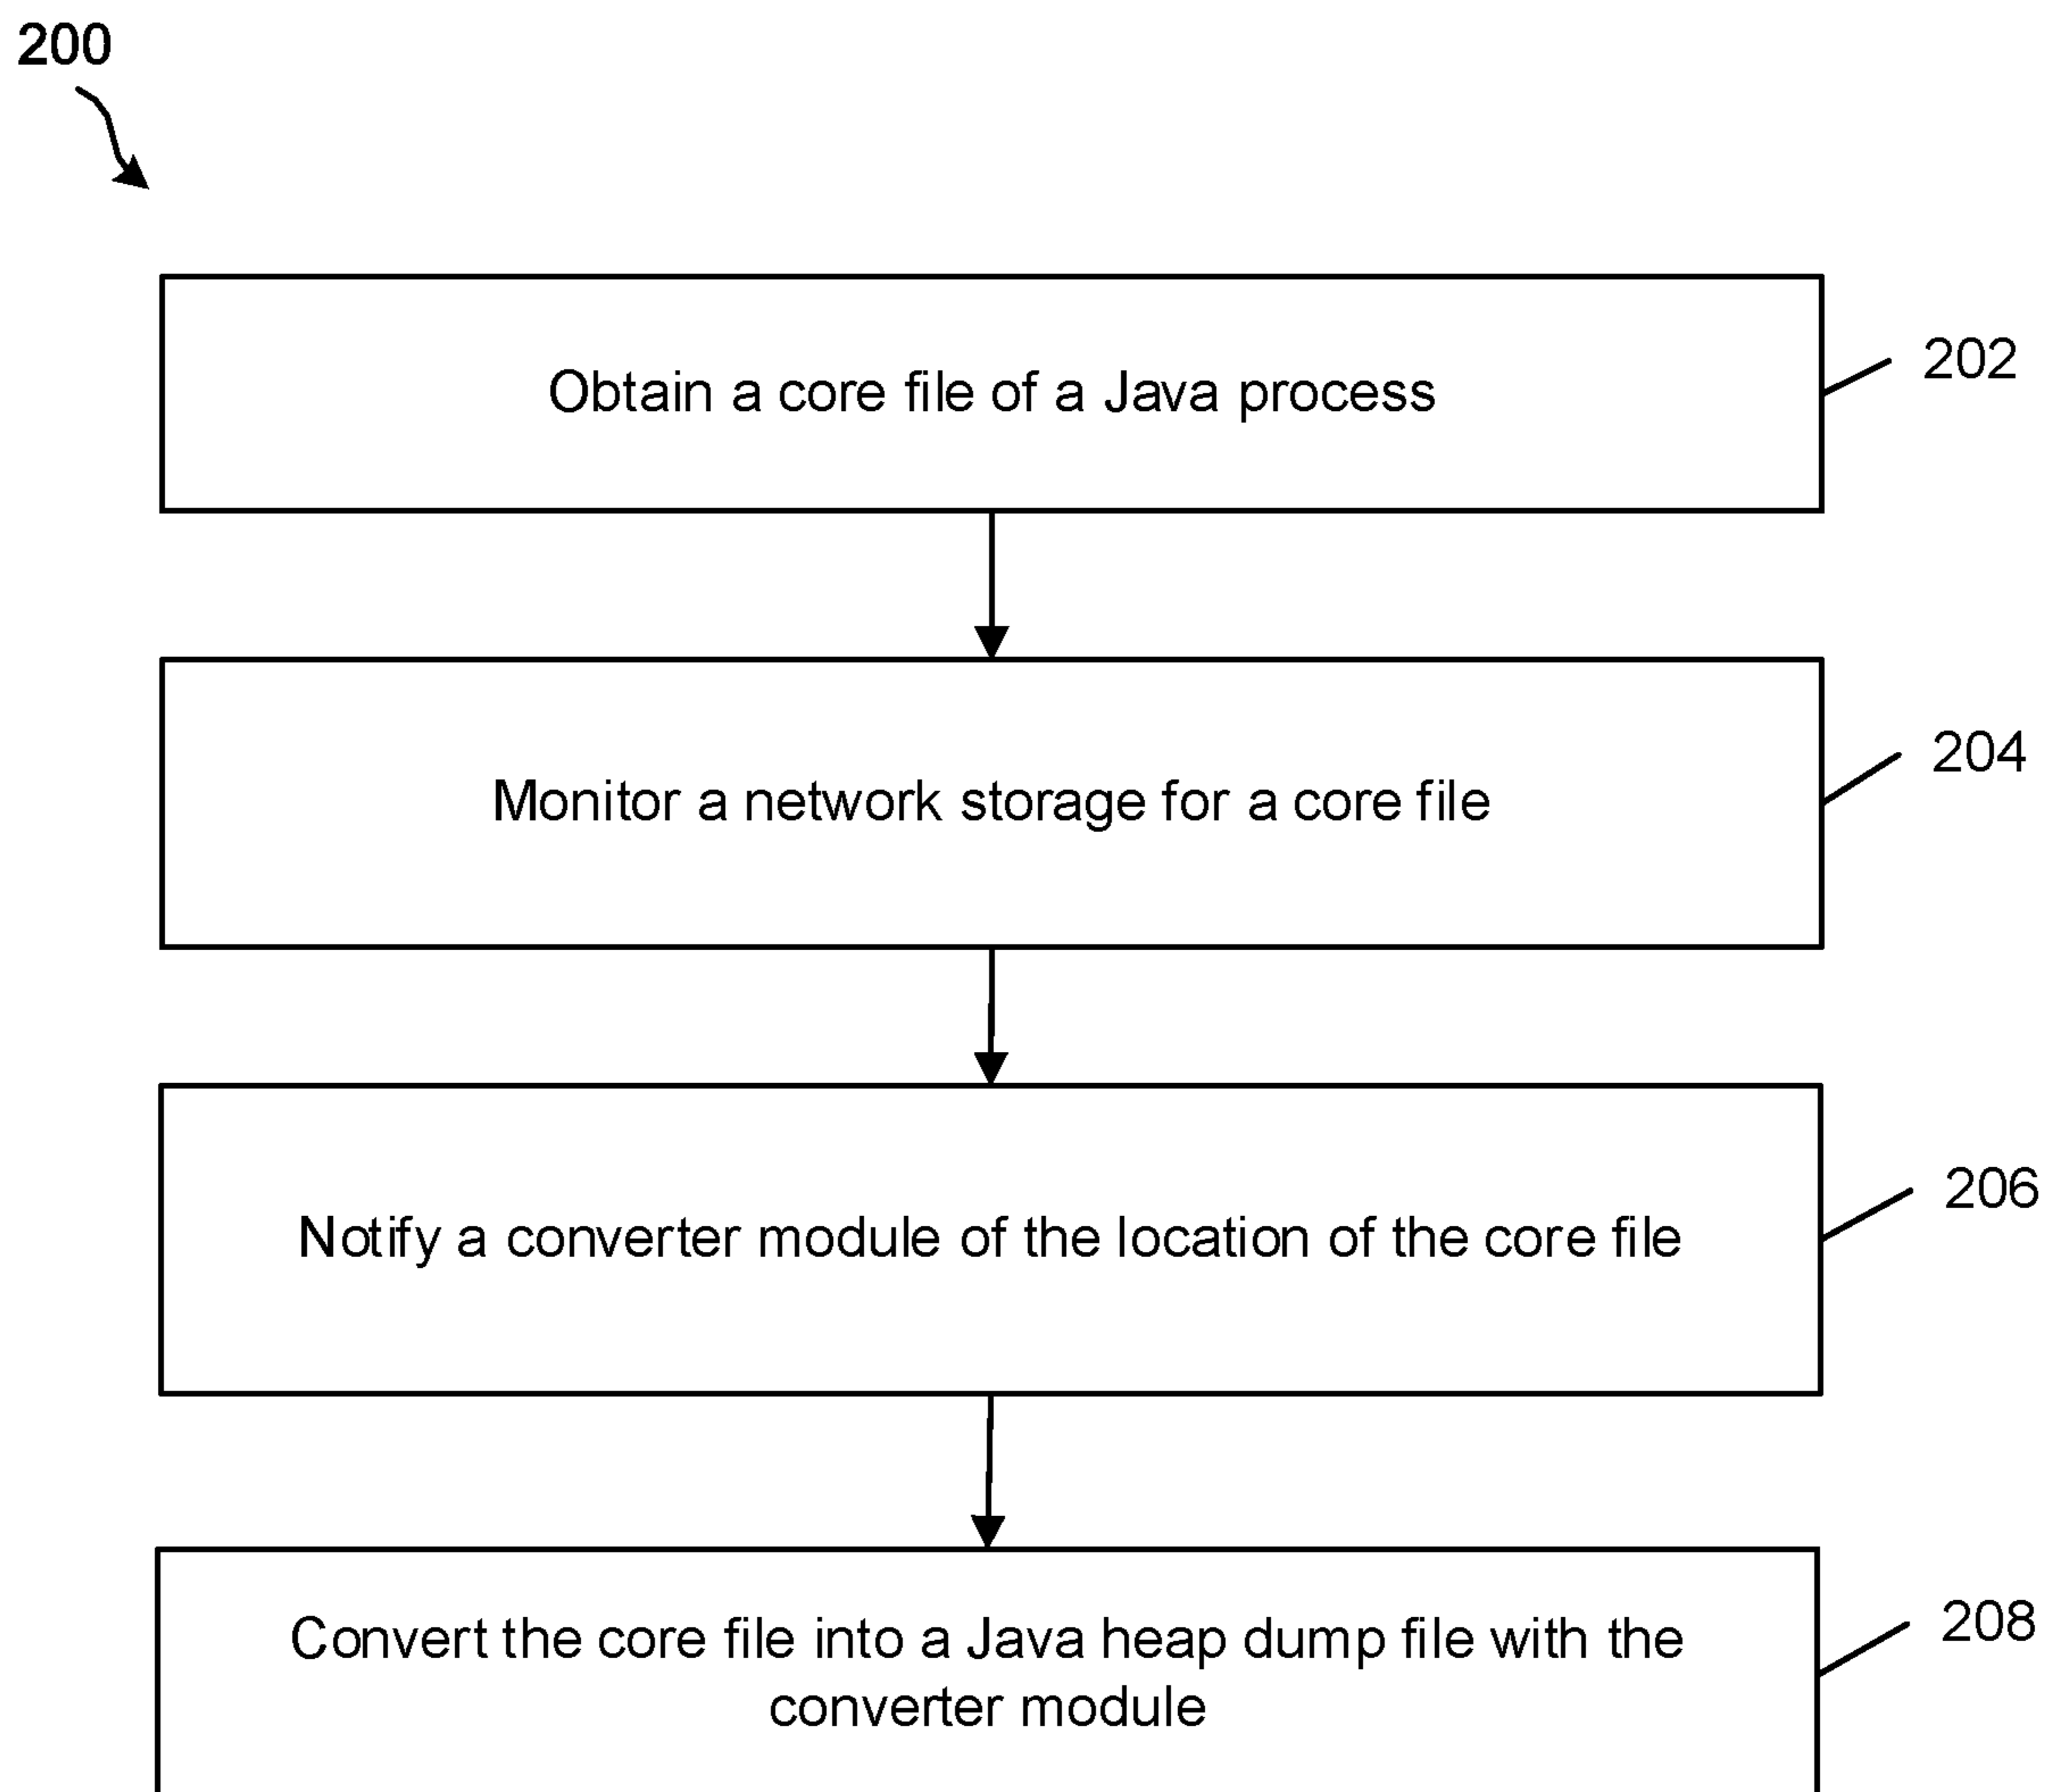 200
Obtain a core file of a Java process
202
Monitor a network storage for a core file
204
Notify a converter module of the location of the core file
206
Convert the core file into a Java heap dump file with the
converter module
208